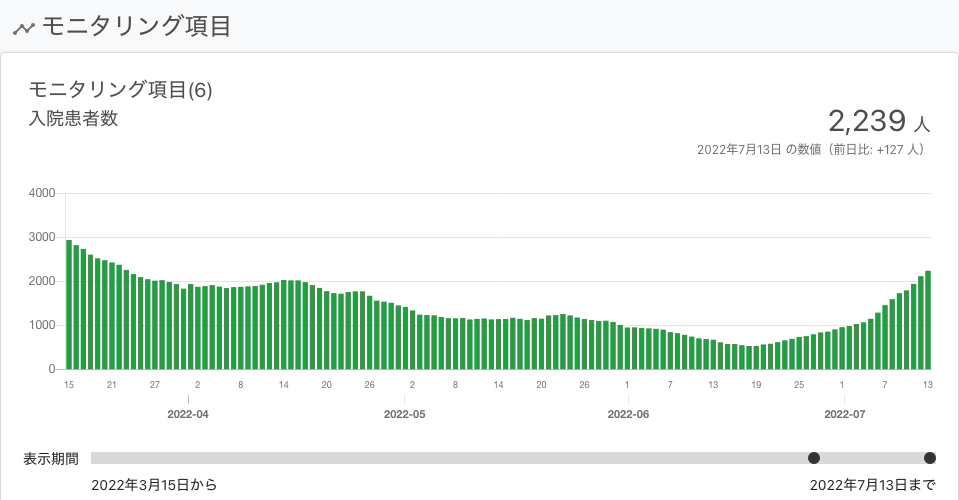 モニタリング項目
モニタリング項目(6)
入院患者数
2,239 人
2022年7月13日 の数値（前日比: +127 人）
4000
3000
2000
1000
0
15 21 27 2 8 14 20 26 2 8 14 20 26 1 7 13 19 25 1 7 13
2022-04 2022-05 2022-06 2022-07
表示期間
2022年3月15日から 2022年7月13日まで